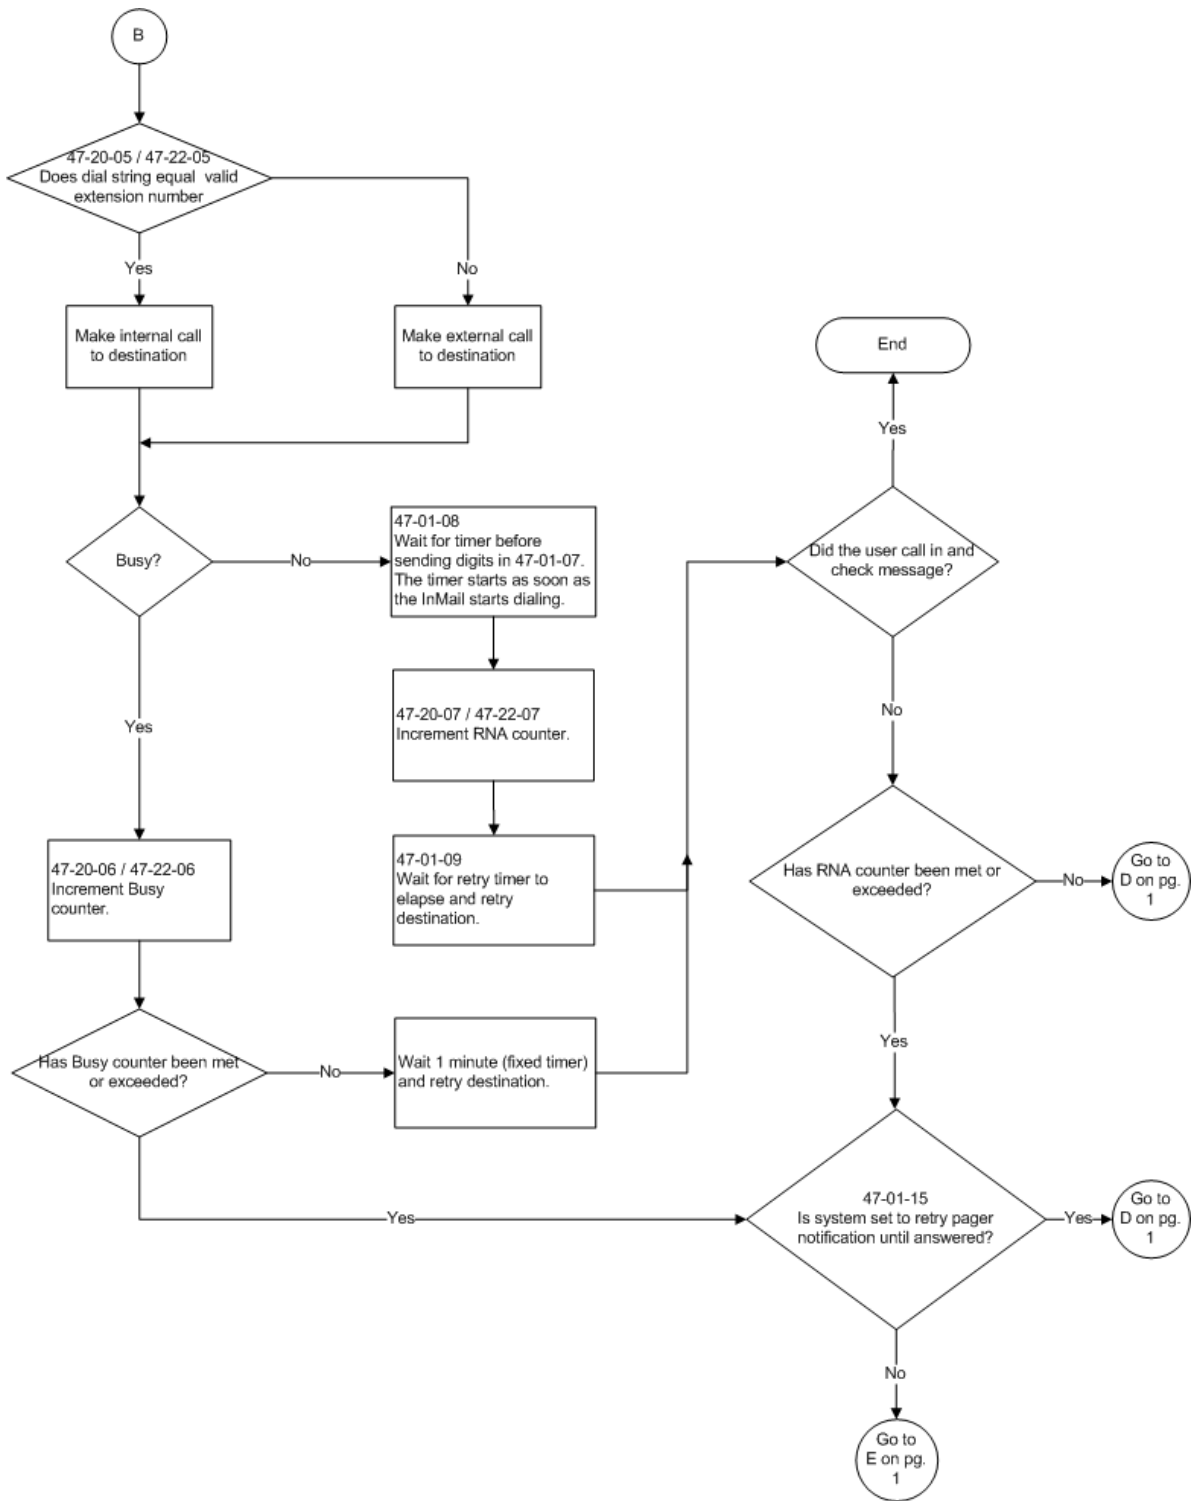 B
47-20-05 / 47-22-05
Does dial string equal  valid
extension number
Yes
No
Make internal call
to destination
Make external call
to destination
End
Yes
Busy?
No
47-01-08
Wait for timer before
sending digits in 47-01-07.
The timer starts as soon as
the InMail starts dialing.
Did the user call in and
check message?
Yes
47-20-07 / 47-22-07
Increment RNA counter.
No
47-20-06 / 47-22-06
Increment Busy
counter.
47-01-09
Wait for retry timer to
elapse and retry
destination.
Has RNA counter been met or
exceeded?
No
Go to
D on pg.
1
Has Busy counter been met
or exceeded?
No
Wait 1 minute (fixed timer)
and retry destination.
Yes
Yes
47-01-15
Is system set to retry pager
notification until answered?
Yes
Go to
D on pg.
1
No
Go to
E on pg.
1